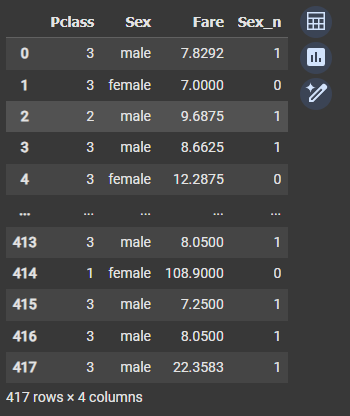 Pclass Sex Fare Sex_n
0 3 male 7.8292 1
1 3 female 7.0000 0
2 2 male 9.6875 1
3 3 male 8.6625 1
4 3 female 12.2875 0
... ... ... ... ...
413 3 male 8.0500 1
414 1 female 108.9000 0
415 3 male 7.2500 1
416 3 male 8.0500 1
417 3 male 22.3583 1
417 rows × 4 columns